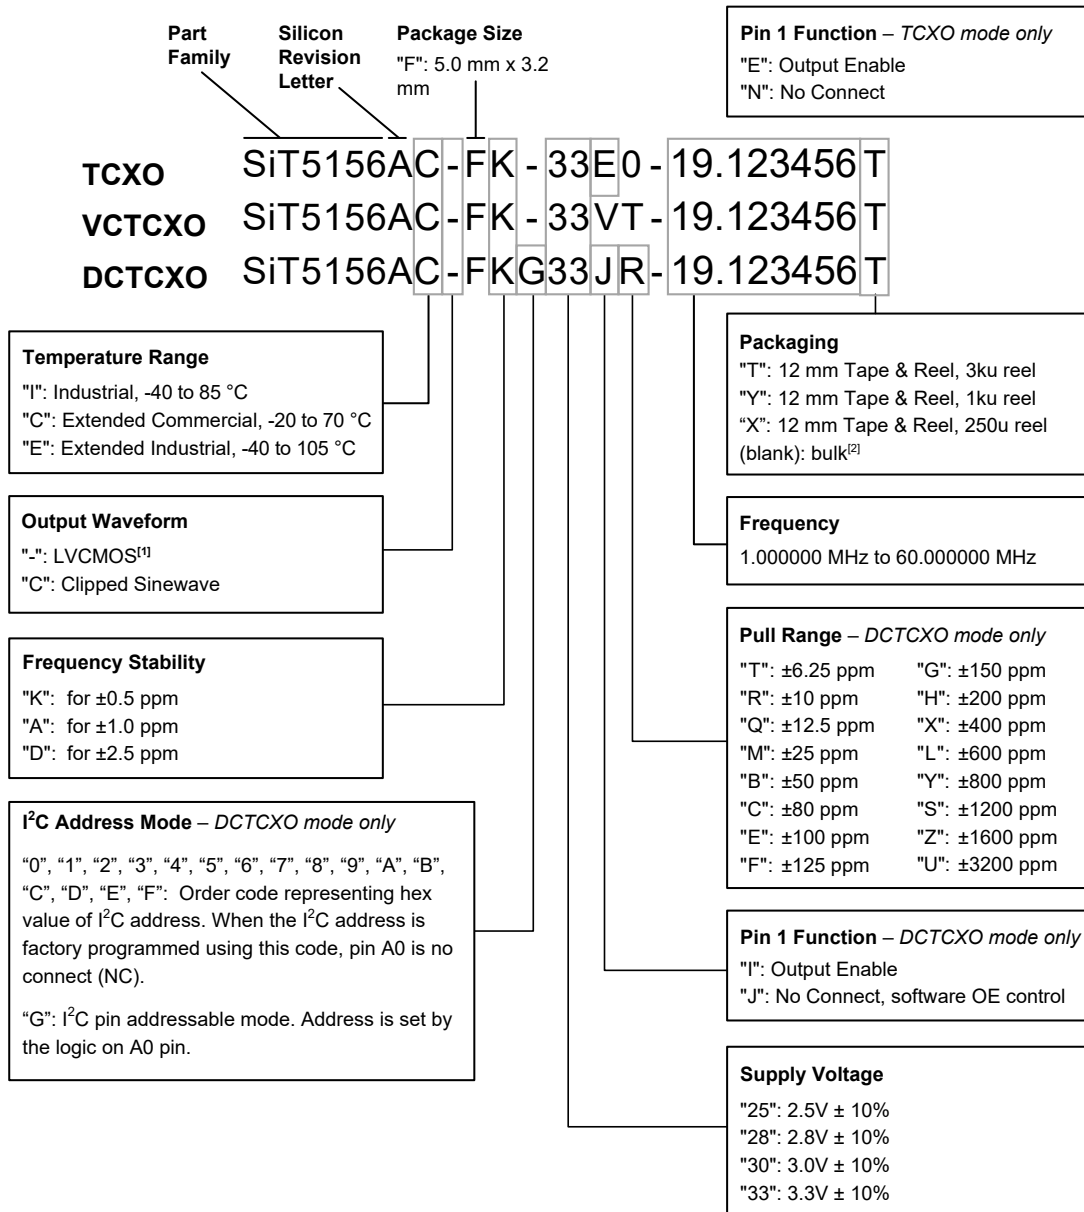 Part Family
Silicon Revision Letter
Package Size
"F": 5.0 mm x 3.2 mm
Pin 1 Function – TCXO mode only
"E": Output Enable
"N": No Connect
TCXO SiT5156AC-FK-33E0-19.123456T
VCTCXO SiT5156AC-FK-33VT-19.123456T
DCTCXO SiT5156AC-FKG33JR-19.123456T
Temperature Range
"I": Industrial, -40 to 85 °C
"C": Extended Commercial, -20 to 70 °C
"E": Extended Industrial, -40 to 105 °C
Output Waveform
"-": LVCMOS[1]
"C": Clipped Sinewave
Frequency Stability
"K": for ±0.5 ppm
"A": for ±1.0 ppm
"D": for ±2.5 ppm
I²C Address Mode – DCTCXO mode only
“0”, “1”, “2”, “3”, “4”, “5”, “6”, “7”, “8”, “9”, “A”, “B”,
“C”, “D”, “E”, “F”: Order code representing hex
value of I²C address. When the I²C address is
factory programmed using this code, pin A0 is no
connect (NC).
“G”: I²C pin addressable mode. Address is set by
the logic on A0 pin.
Packaging
"T": 12 mm Tape & Reel, 3ku reel
"Y": 12 mm Tape & Reel, 1ku reel
“X”: 12 mm Tape & Reel, 250u reel
(blank): bulk[2]
Frequency
1.000000 MHz to 60.000000 MHz
Pull Range – DCTCXO mode only
"T": ±6.25 ppm "G": ±150 ppm
"R": ±10 ppm "H": ±200 ppm
"Q": ±12.5 ppm "X": ±400 ppm
"M": ±25 ppm "L": ±600 ppm
"B": ±50 ppm "Y": ±800 ppm
"C": ±80 ppm "S": ±1200 ppm
"E": ±100 ppm "Z": ±1600 ppm
"F": ±125 ppm "U": ±3200 ppm
Pin 1 Function – DCTCXO mode only
"I": Output Enable
"J": No Connect, software OE control
Supply Voltage
"25": 2.5V ± 10%
"28": 2.8V ± 10%
"30": 3.0V ± 10%
"33": 3.3V ± 10%